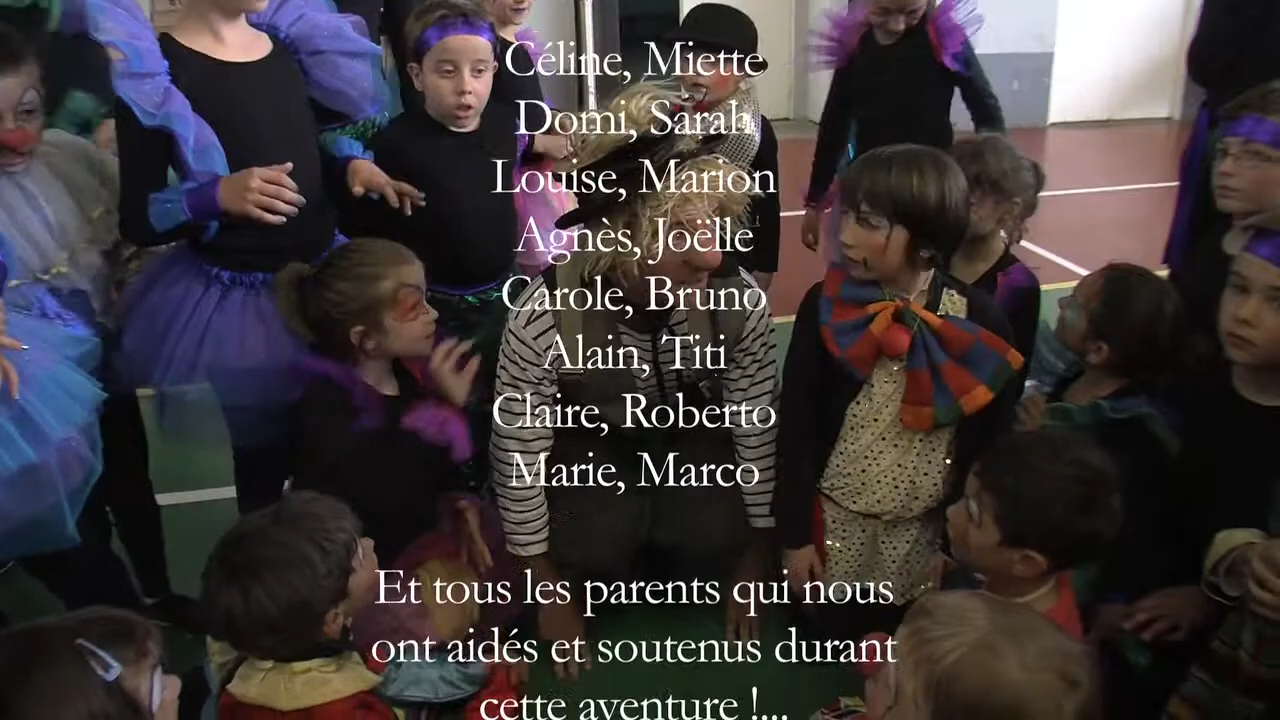 Céline, Miette
Domi, Sarah
Louise, Marion
Agnès, Joëlle
Carole, Bruno
Alain, Titi
Claire, Roberto
Marie, Marco
Et tous les parents qui nous
ont aidés et soutenus durant
cette aventure !...